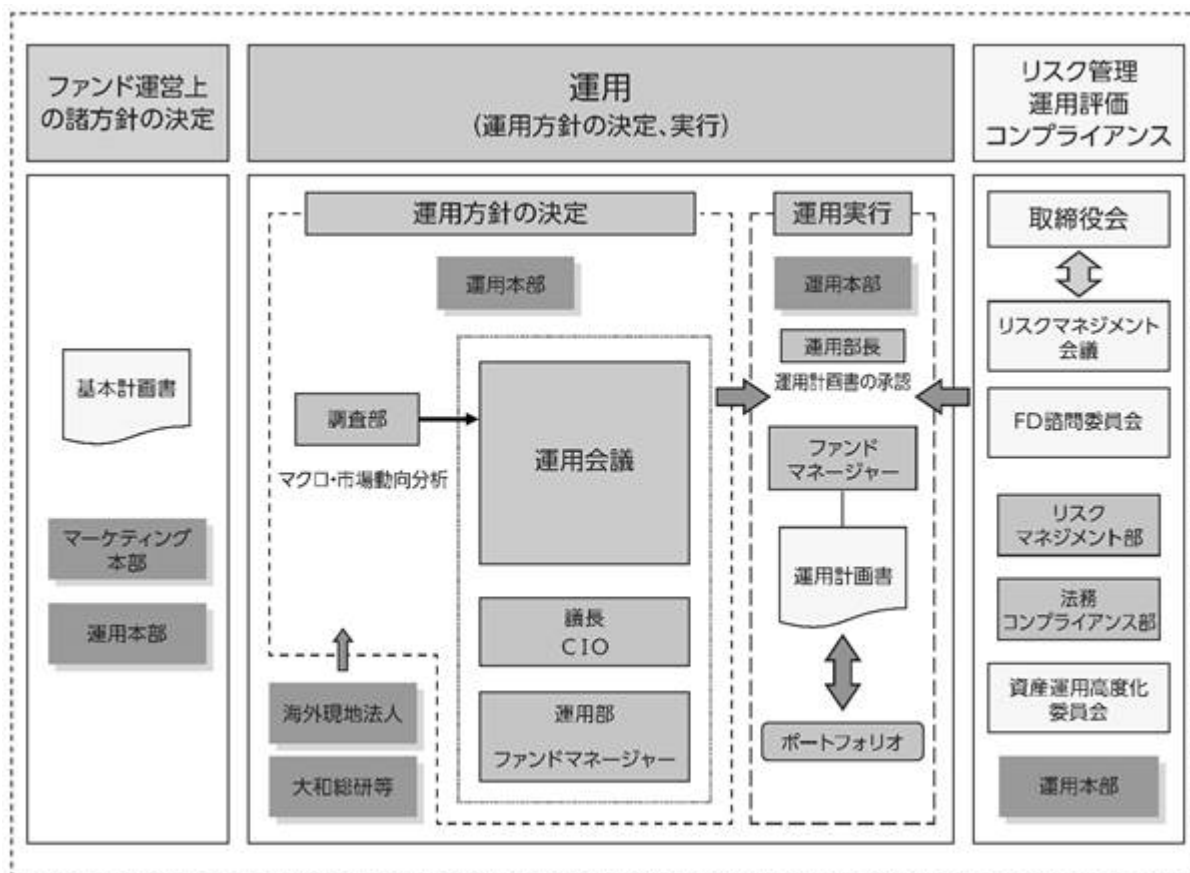 ファンド運営上
の諸方針の決定
運用
(運用方針の決定、実行)
リスク管理
運用評価
コンプライアンス
基本計画書
マーケティング
本部
運用本部
運用方針の決定
運用本部
調査部
マクロ・市場動向分析
運用会議
議長
CIO
運用部
ファンドマネージャー
海外現地法人
大和総研等
運用実行
運用本部
運用部長
運用計画書の承認
ファンド
マネージャー
運用計画書
ポートフォリオ
取締役会
リスクマネジメント
会議
FD諮問委員会
リスク
マネジメント部
法務
コンプライアンス部
資産運用高度化
委員会
運用本部